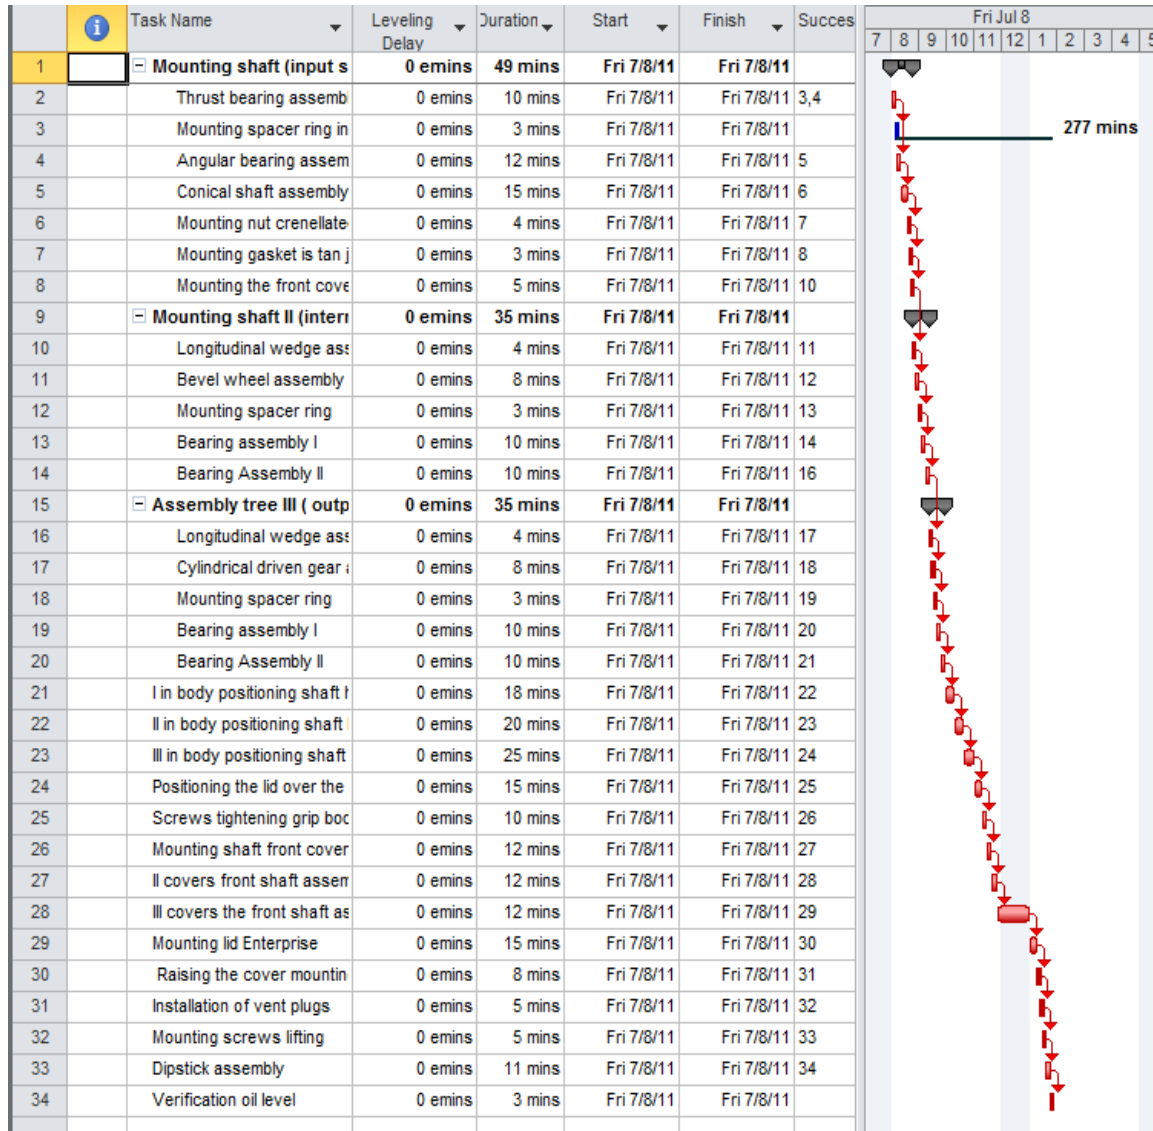 Task Name Leveling Delay Duration Start Finish Succes Fri Jul 8
7 8 9 10 11 12 1 2 3 4 5
1 Mounting shaft (input s 0 emins 49 mins Fri 7/8/11 Fri 7/8/11
2 Thrust bearing assemb 0 emins 10 mins Fri 7/8/11 Fri 7/8/11 3,4
3 Mounting spacer ring in 0 emins 3 mins Fri 7/8/11 Fri 7/8/11 277 mins
4 Angular bearing assem 0 emins 12 mins Fri 7/8/11 Fri 7/8/11 5
5 Conical shaft assembly 0 emins 15 mins Fri 7/8/11 Fri 7/8/11 6
6 Mounting nut crenellate 0 emins 4 mins Fri 7/8/11 Fri 7/8/11 7
7 Mounting gasket is tan j 0 emins 3 mins Fri 7/8/11 Fri 7/8/11 8
8 Mounting the front cove 0 emins 5 mins Fri 7/8/11 Fri 7/8/11 10
9 Mounting shaft II (intern 0 emins 35 mins Fri 7/8/11 Fri 7/8/11
10 Longitudinal wedge ass 0 emins 4 mins Fri 7/8/11 Fri 7/8/11 11
11 Bevel wheel assembly 0 emins 8 mins Fri 7/8/11 Fri 7/8/11 12
12 Mounting spacer ring 0 emins 3 mins Fri 7/8/11 Fri 7/8/11 13
13 Bearing assembly I 0 emins 10 mins Fri 7/8/11 Fri 7/8/11 14
14 Bearing Assembly II 0 emins 10 mins Fri 7/8/11 Fri 7/8/11 16
15 Assembly tree III ( outp 0 emins 35 mins Fri 7/8/11 Fri 7/8/11
16 Longitudinal wedge ass 0 emins 4 mins Fri 7/8/11 Fri 7/8/11 17
17 Cylindrical driven gear a 0 emins 8 mins Fri 7/8/11 Fri 7/8/11 18
18 Mounting spacer ring 0 emins 3 mins Fri 7/8/11 Fri 7/8/11 19
19 Bearing assembly I 0 emins 10 mins Fri 7/8/11 Fri 7/8/11 20
20 Bearing Assembly II 0 emins 10 mins Fri 7/8/11 Fri 7/8/11 21
21 I in body positioning shaft h 0 emins 18 mins Fri 7/8/11 Fri 7/8/11 22
22 II in body positioning shaft 0 emins 20 mins Fri 7/8/11 Fri 7/8/11 23
23 III in body positioning shaft 0 emins 25 mins Fri 7/8/11 Fri 7/8/11 24
24 Positioning the lid over the 0 emins 15 mins Fri 7/8/11 Fri 7/8/11 25
25 Screws tightening grip boc 0 emins 10 mins Fri 7/8/11 Fri 7/8/11 26
26 Mounting shaft front cover 0 emins 12 mins Fri 7/8/11 Fri 7/8/11 27
27 II covers front shaft assem 0 emins 12 mins Fri 7/8/11 Fri 7/8/11 28
28 III covers the front shaft as 0 emins 12 mins Fri 7/8/11 Fri 7/8/11 29
29 Mounting lid Enterprise 0 emins 15 mins Fri 7/8/11 Fri 7/8/11 30
30 Raising the cover mountin 0 emins 8 mins Fri 7/8/11 Fri 7/8/11 31
31 Installation of vent plugs 0 emins 5 mins Fri 7/8/11 Fri 7/8/11 32
32 Mounting screws lifting 0 emins 5 mins Fri 7/8/11 Fri 7/8/11 33
33 Dipstick assembly 0 emins 11 mins Fri 7/8/11 Fri 7/8/11 34
34 Verification oil level 0 emins 3 mins Fri 7/8/11 Fri 7/8/11